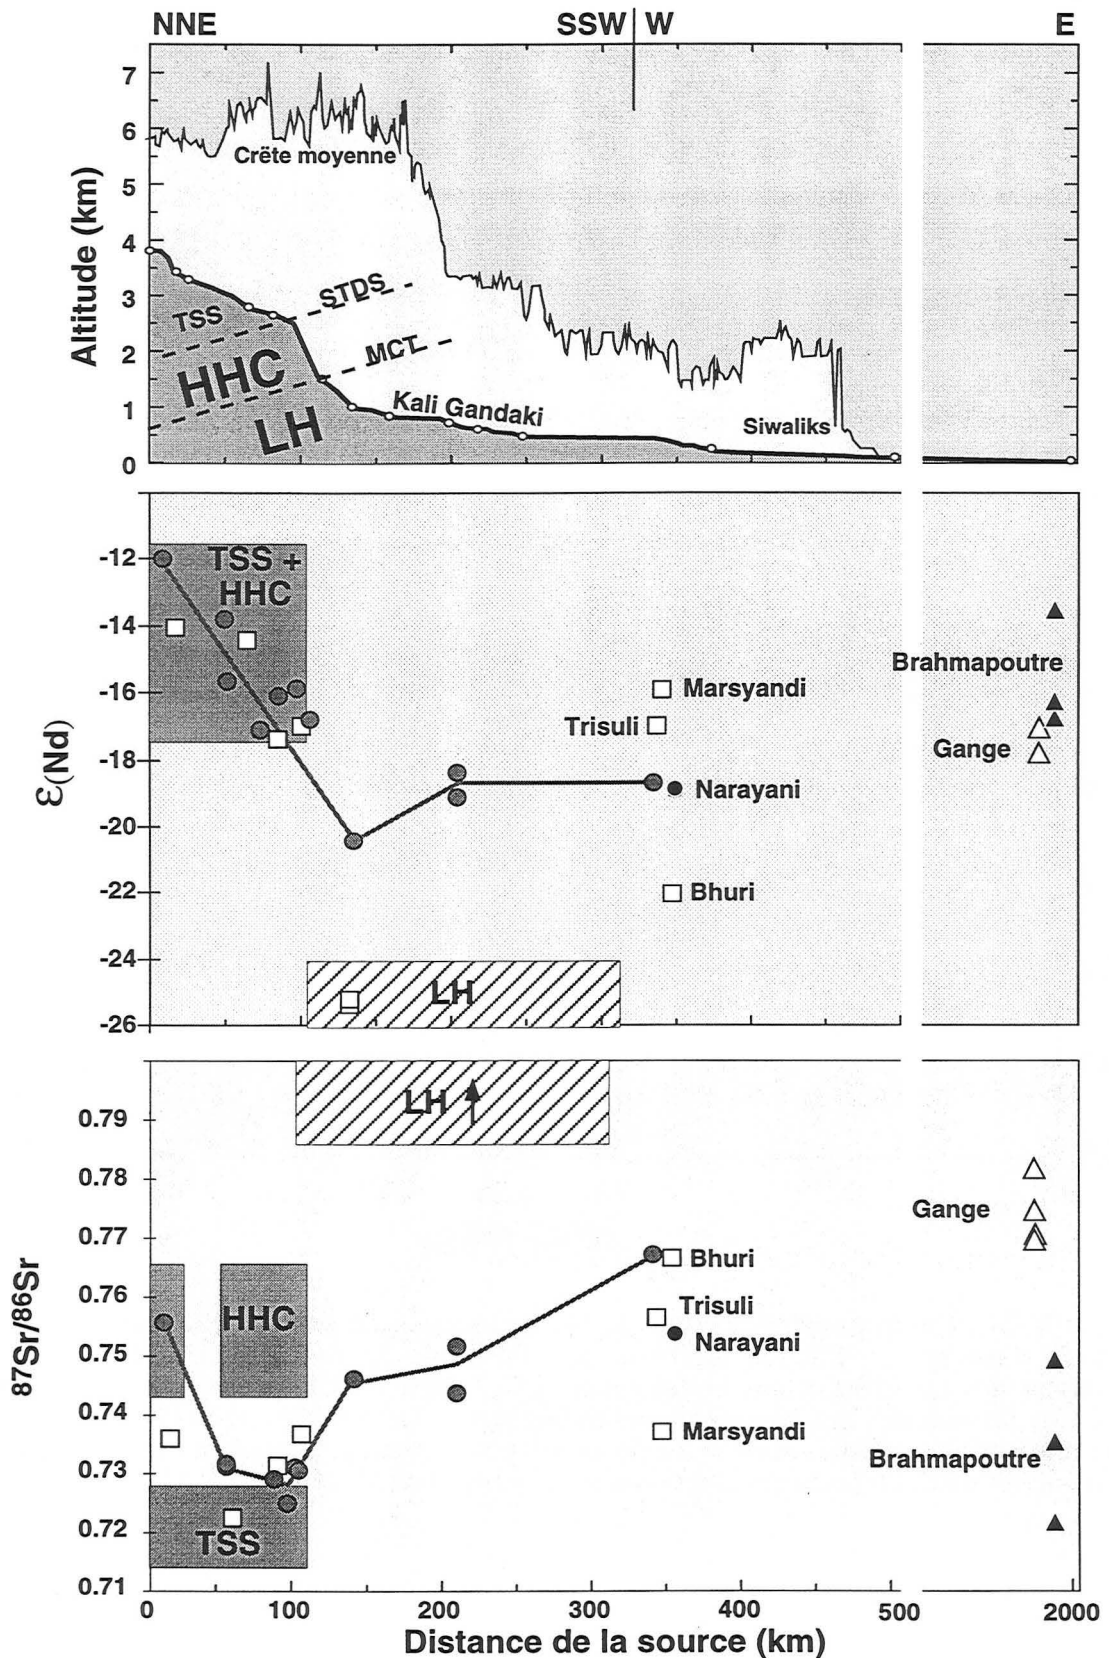 NNE SSW W E
7
6
5
4
3
2
1
0
Altitude (km)
Crëte moyenne
STDS
TSS
MCT
HHC
Kali Gandaki
LH
Siwaliks
-12
-14
-16
-18
-20
-22
-24
-26
ε(Nd)
TSS +
HHC
Brahmapoutre
Marsyandi
Trisuli
Gange
Narayani
Bhuri
LH
0.79
0.78
0.77
0.76
0.75
0.74
0.73
0.72
0.71
87Sr/86Sr
LH
Gange
Bhuri
HHC
Trisuli
Narayani
Marsyandi
Brahmapoutre
TSS
0 100 200 300 400 500 2000
Distance de la source (km)